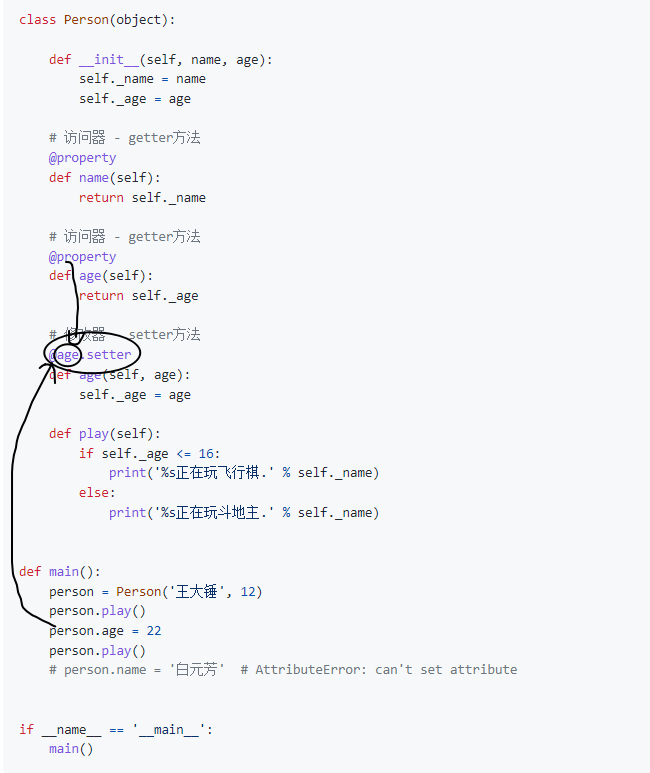 class Person(object):
def __init__(self, name, age):
self._name = name
self._age = age
# 访问器 - getter方法
@property
def name(self):
return self._name
# 访问器 - getter方法
@property
def age(self):
return self._age
# 修改器 - setter方法
@age.setter
def age(self, age):
self._age = age
def play(self):
if self._age <= 16:
print('%s正在玩飞行棋.' % self._name)
else:
print('%s正在玩斗地主.' % self._name)
def main():
person = Person('王大锤', 12)
person.play()
person.age = 22
person.play()
# person.name = '白元芳'  # AttributeError: can't set attribute
if __name__ == '__main__':
main()